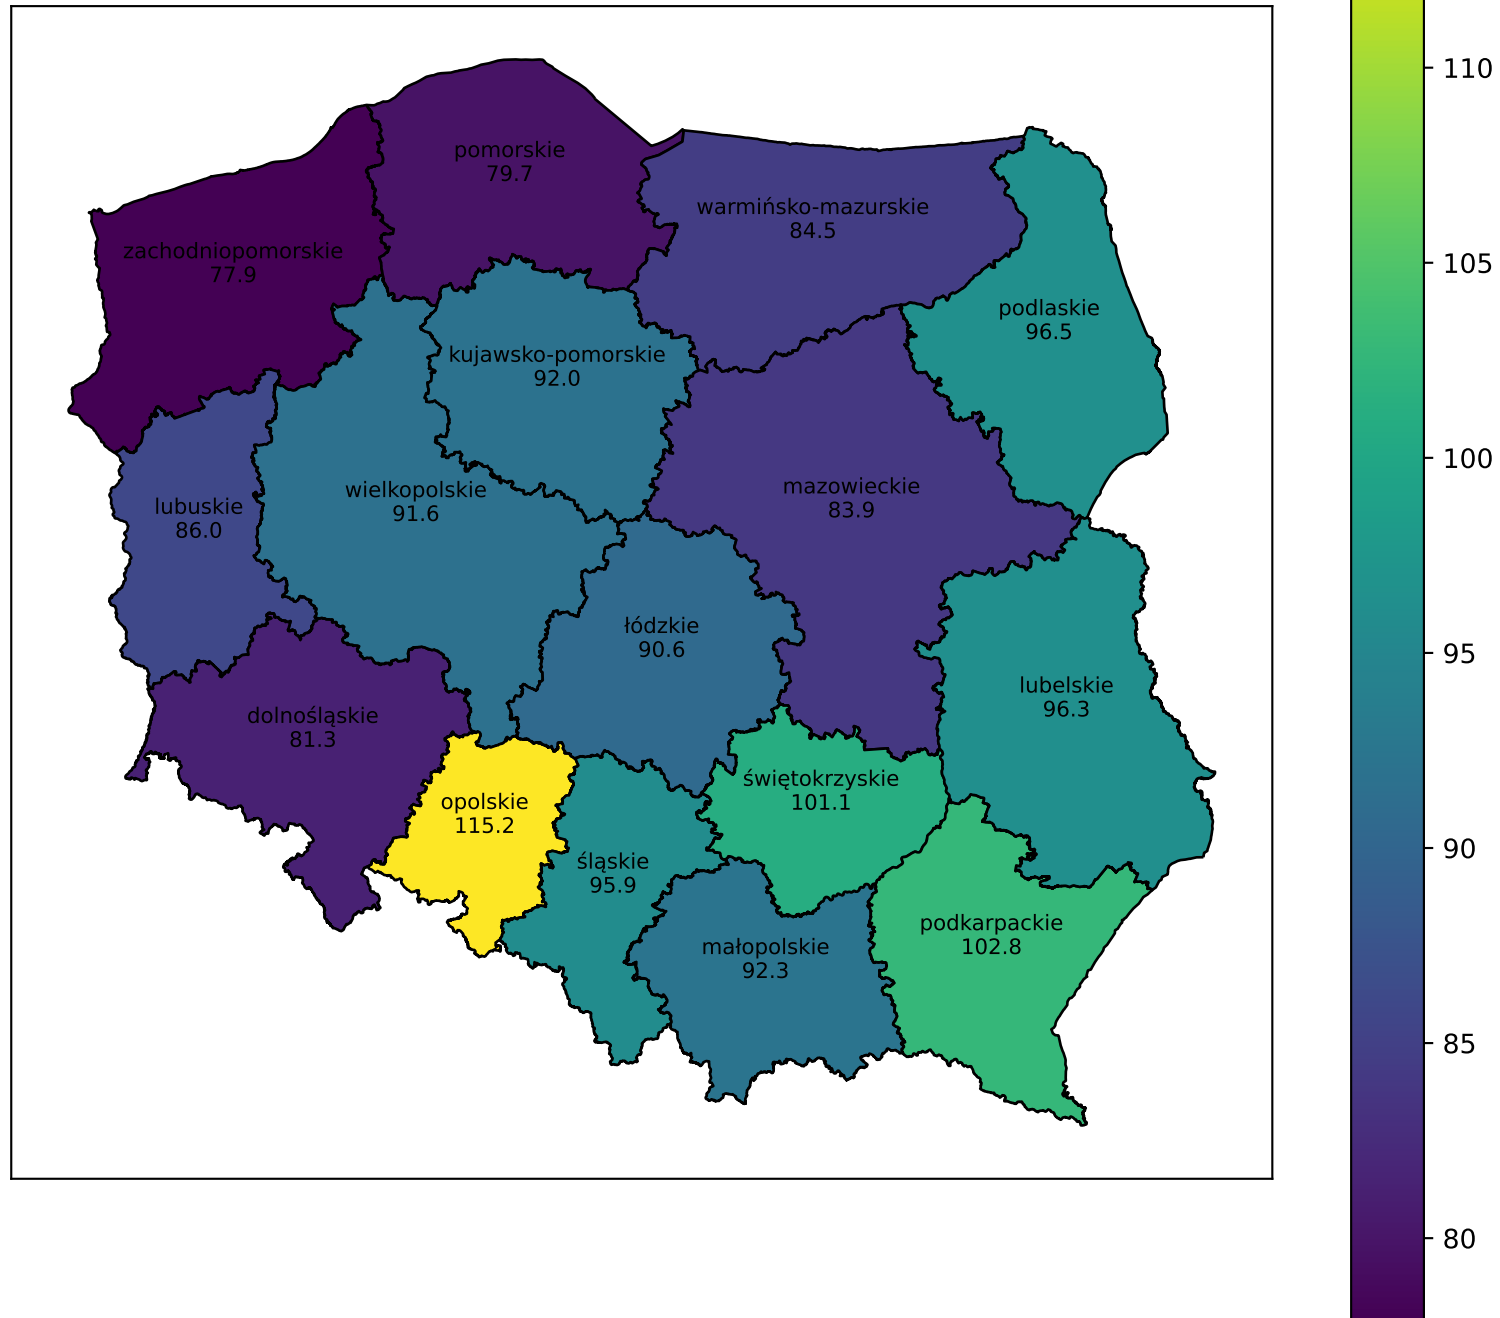 pomorskie
79.7
warmińsko-mazurskie
84.5
zachodniopomorskie
77.9
podlaskie
96.5
kujawsko-pomorskie
92.0
wielkopolskie
91.6
mazowieckie
83.9
lubuskie
86.0
łódzkie
90.6
lubelskie
96.3
dolnośląskie
81.3
świętokrzyskie
101.1
opolskie
115.2
śląskie
95.9
podkarpackie
102.8
małopolskie
92.3
110
105
100
95
90
85
80